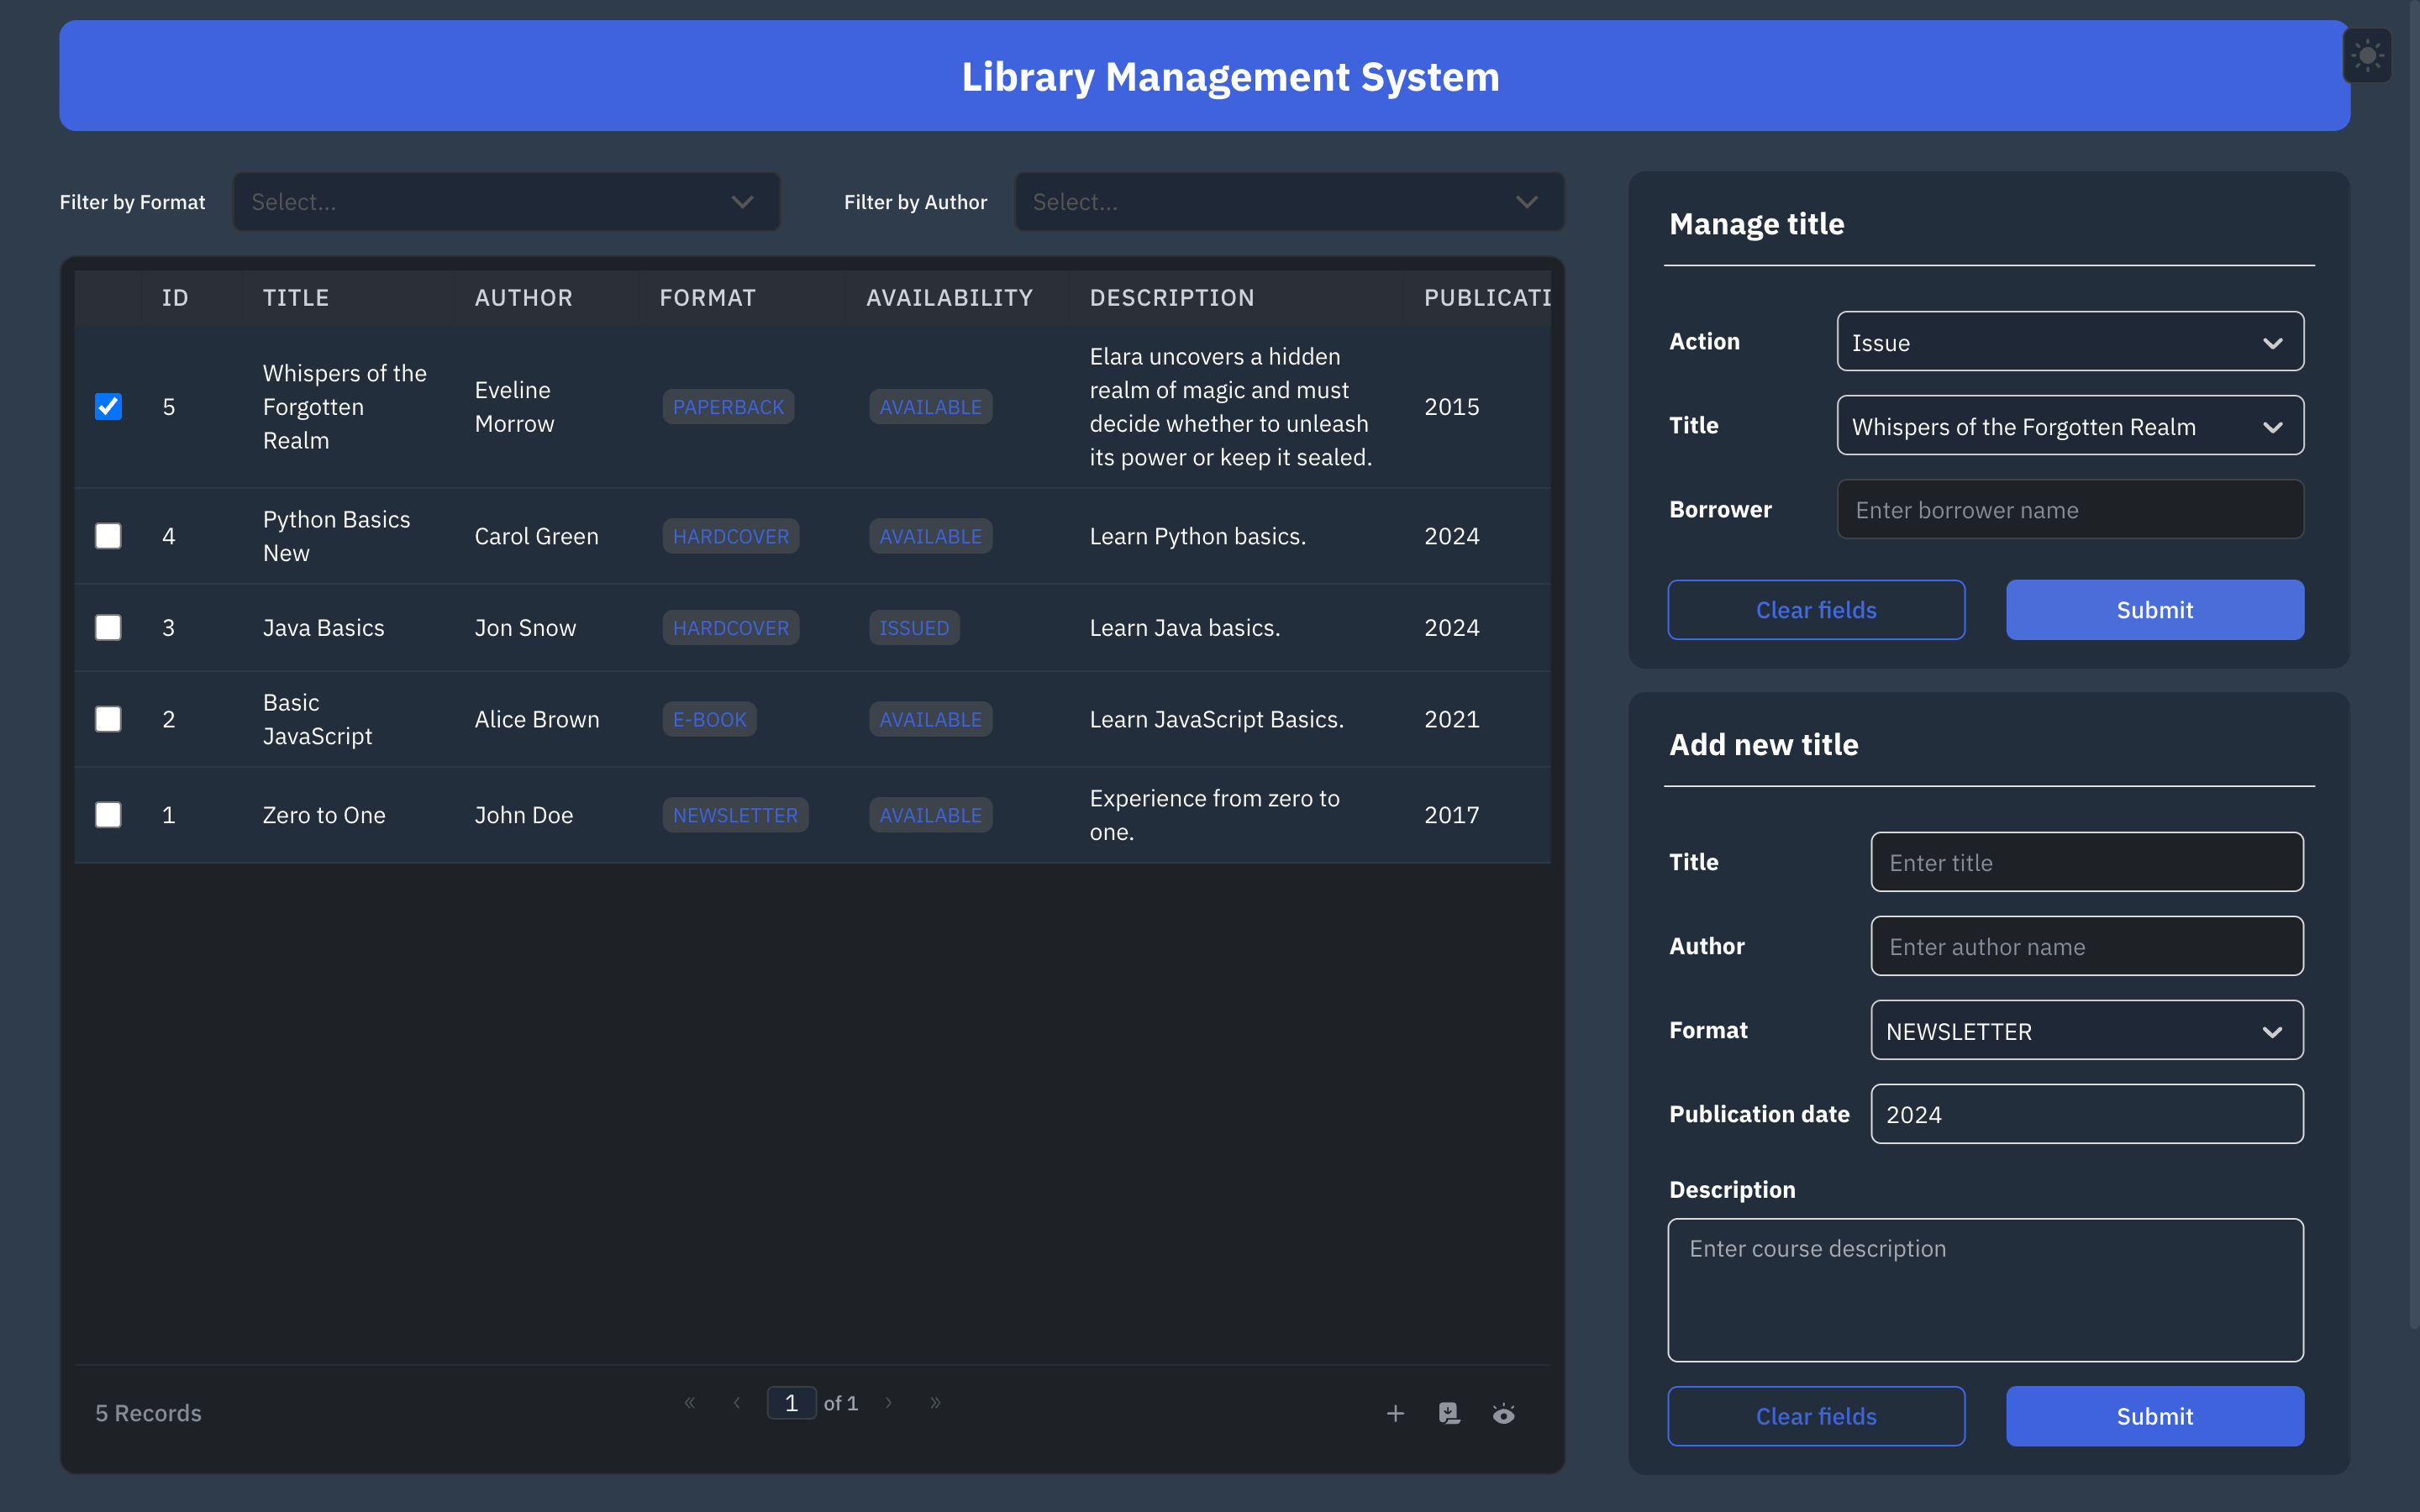 Library Management System
Filter by Format
Select...
Filter by Author
Select...
ID TITLE AUTHOR FORMAT AVAILABILITY DESCRIPTION PUBLICATI
5
Whispers of the
Forgotten
Realm
Eveline
Morrow
PAPERBACK
AVAILABLE
Elara uncovers a hidden
realm of magic and must
decide whether to unleash
its power or keep it sealed.
2015
4
Python Basics
New
Carol Green
HARDCOVER
AVAILABLE
Learn Python basics.
2024
3
Java Basics
Jon Snow
HARDCOVER
ISSUED
Learn Java basics.
2024
2
Basic
JavaScript
Alice Brown
E-BOOK
AVAILABLE
Learn JavaScript Basics.
2021
1
Zero to One
John Doe
NEWSLETTER
AVAILABLE
Experience from zero to
one.
2017
5 Records
« ‹ 1 of 1 › »
Manage title
Action
Issue
Title
Whispers of the Forgotten Realm
Borrower
Enter borrower name
Clear fields
Submit
Add new title
Title
Enter title
Author
Enter author name
Format
NEWSLETTER
Publication date
2024
Description
Enter course description
Clear fields
Submit